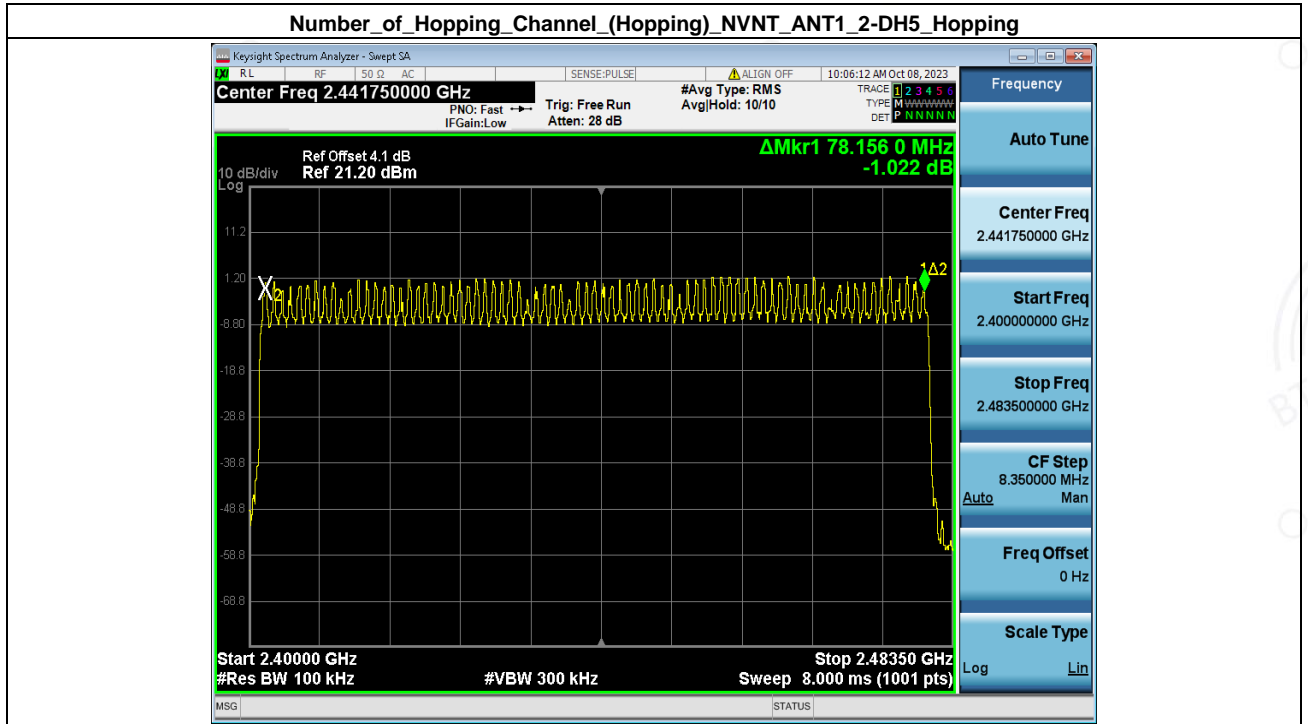 Number_of_Hopping_Channel_(Hopping)_NVNT_ANT1_2-DH5_Hopping
Keysight Spectrum Analyzer - Swept SA
LXI RL RF 50 Ω AC SENSE:PULSE ALIGN OFF 10:06:12 AM Oct 08, 2023
Center Freq 2.441750000 GHz
PNO: Fast
IFGain:Low
Trig: Free Run
Atten: 28 dB
#Avg Type: RMS
Avg|Hold: 10/10
TRACE 1 2 3 4 5 6
TYPE M WWWWW
DET P N N N N N
ΔMkr1 78.156 0 MHz
-1.022 dB
Ref Offset 4.1 dB
10 dB/div Ref 21.20 dBm
Log
11.2
1.20
-8.80
-18.8
-28.8
-38.8
-48.8
-58.8
-68.8
X2
1Δ2
Start 2.40000 GHz
Stop 2.48350 GHz
#Res BW 100 kHz
#VBW 300 kHz
Sweep 8.000 ms (1001 pts)
MSG
STATUS
Frequency
Auto Tune
Center Freq
2.441750000 GHz
Start Freq
2.400000000 GHz
Stop Freq
2.483500000 GHz
CF Step
8.350000 MHz
Auto Man
Freq Offset
0 Hz
Scale Type
Log Lin